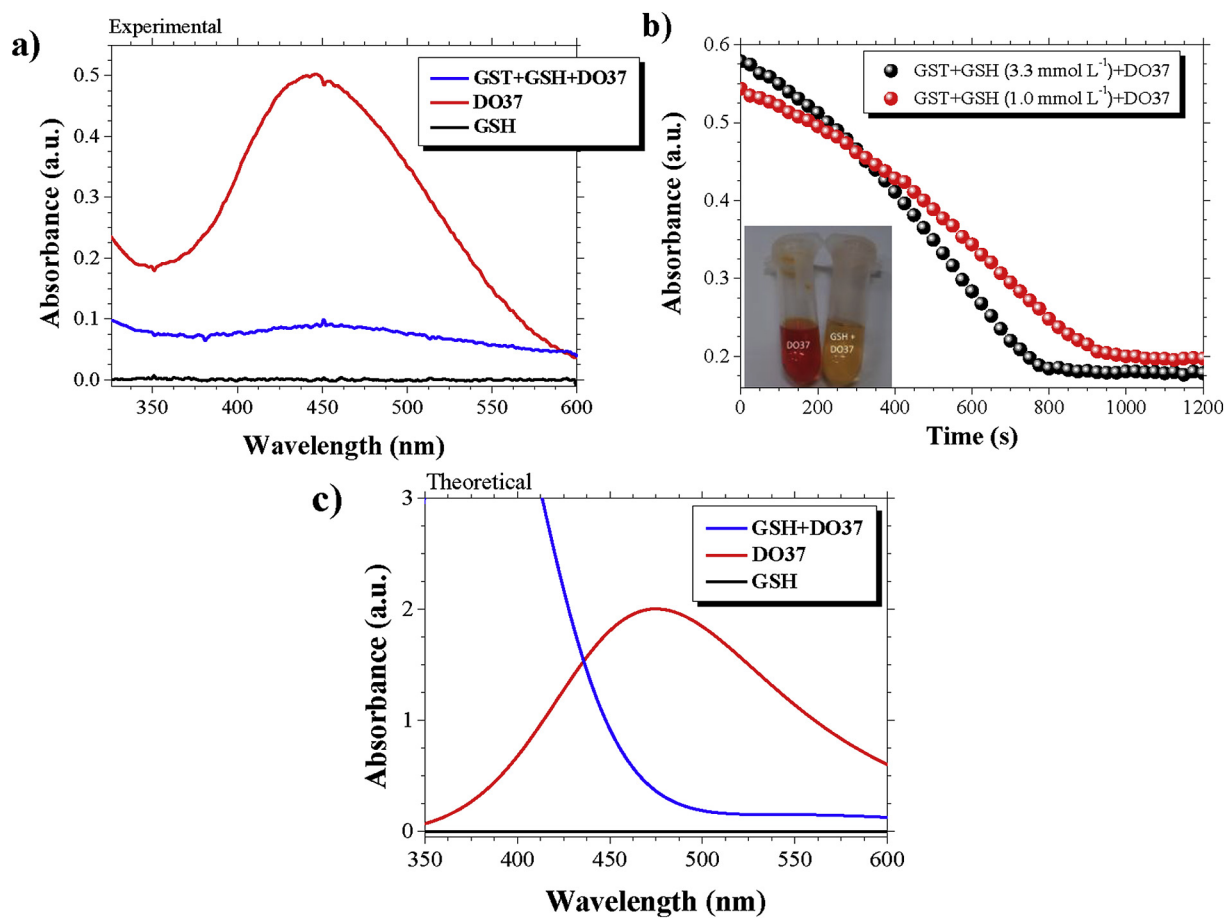 a)
Experimental
GST+GSH+DO37
DO37
GSH
0.5
0.4
0.3
0.2
0.1
0.0
Absorbance (a.u.)
350 400 450 500 550 600
Wavelength (nm)
b)
GST+GSH (3.3 mmol L⁻¹)+DO37
GST+GSH (1.0 mmol L⁻¹)+DO37
0.6
0.5
0.4
0.3
0.2
Absorbance (a.u.)
DO37
GSH +
DO37
0 200 400 600 800 1000 1200
Time (s)
c)
Theoretical
GSH+DO37
DO37
GSH
3
2
1
0
Absorbance (a.u.)
350 400 450 500 550 600
Wavelength (nm)